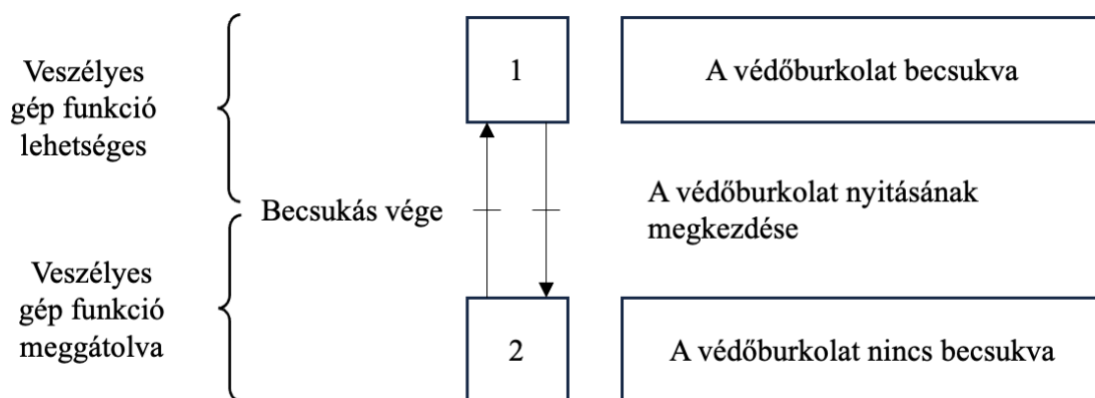 Veszélyes
gép funkció
lehetséges
1
A védőburkolat becsukva
Becsukás vége
A védőburkolat nyitásának
megkezdése
Veszélyes
gép funkció
meggátolva
2
A védőburkolat nincs becsukva